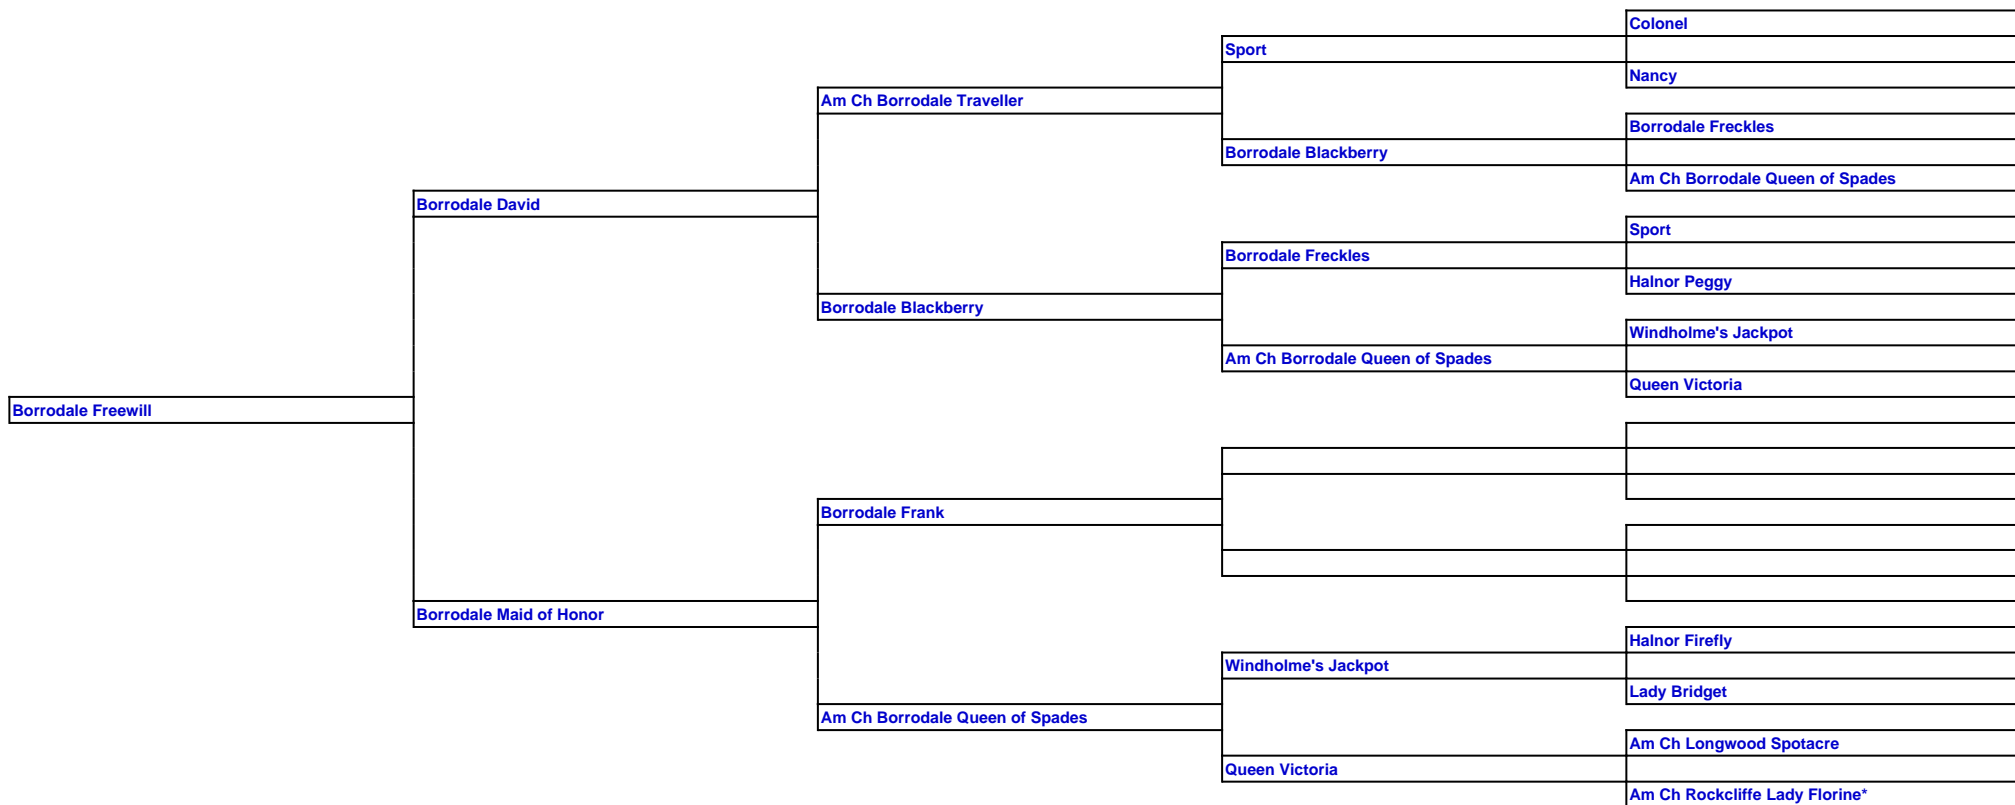 Colonel
Sport
Nancy
Am Ch Borrodale Traveller
Borrodale Freckles
Borrodale Blackberry
Am Ch Borrodale Queen of Spades
Borrodale David
Sport
Borrodale Freckles
Halnor Peggy
Borrodale Blackberry
Windholme's Jackpot
Am Ch Borrodale Queen of Spades
Queen Victoria
Borrodale Freewill
Borrodale Frank
Borrodale Maid of Honor
Halnor Firefly
Windholme's Jackpot
Lady Bridget
Am Ch Borrodale Queen of Spades
Am Ch Longwood Spotacre
Queen Victoria
Am Ch Rockcliffe Lady Florine*